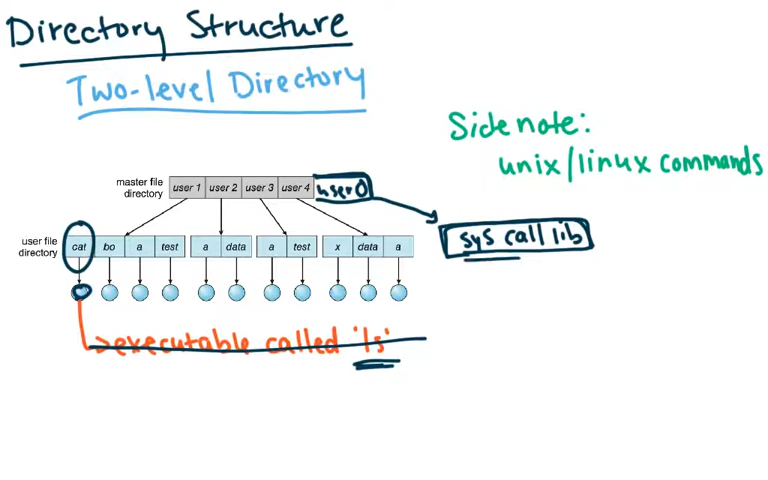 Directory Structure
Two-level Directory
Side note:
unix/linux commands
master file
directory
user 1 user 2 user 3 user 4 user 0
user file
directory
cat bo a test a data a test x data a
sys call lib
>executable called 'ls'